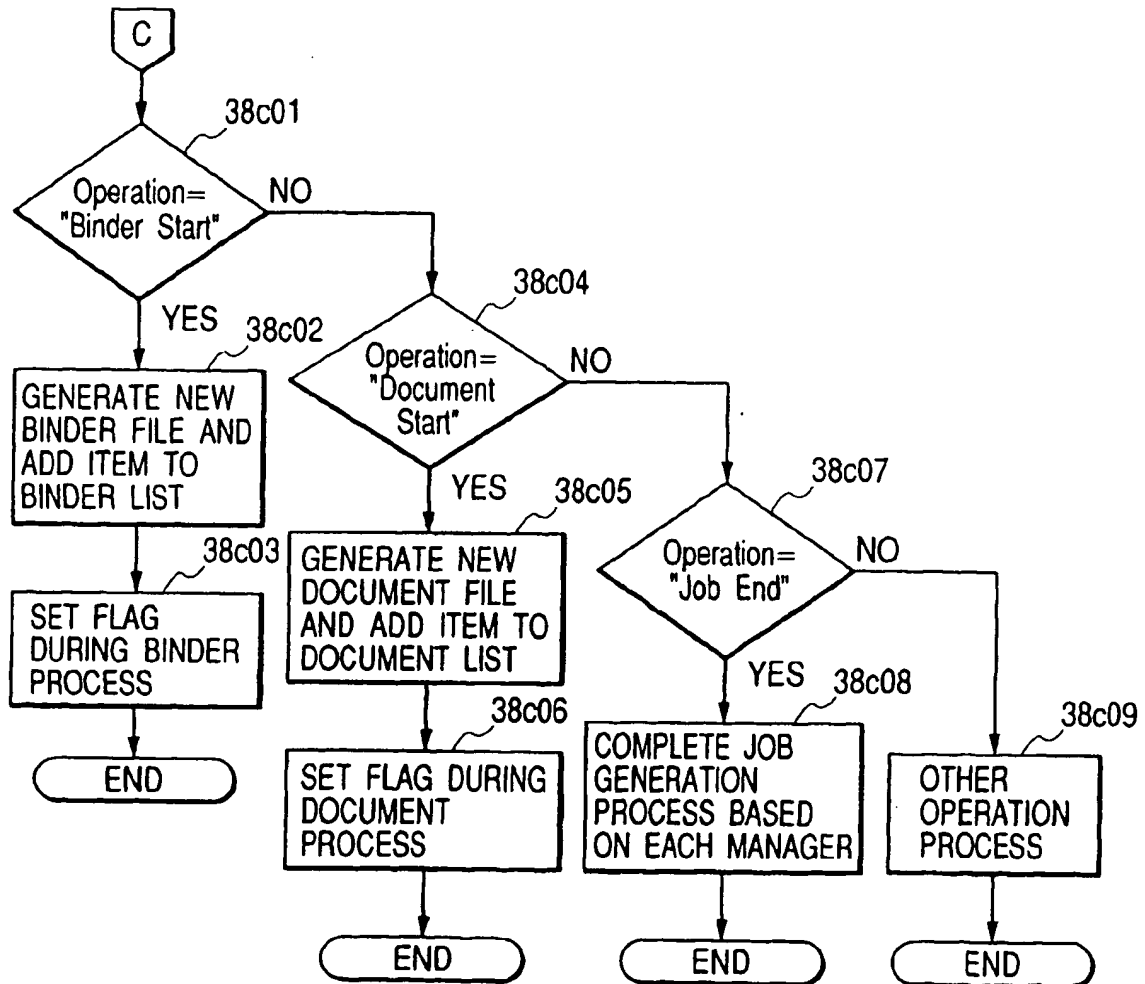 C
38c01
Operation=
"Binder Start"
NO
YES
38c02
GENERATE NEW
BINDER FILE AND
ADD ITEM TO
BINDER LIST
38c03
SET FLAG
DURING BINDER
PROCESS
END
38c04
Operation=
"Document
Start"
NO
YES
38c05
GENERATE NEW
DOCUMENT FILE
AND ADD ITEM TO
DOCUMENT LIST
38c06
SET FLAG DURING
DOCUMENT
PROCESS
END
38c07
Operation=
"Job End"
NO
YES
38c08
COMPLETE JOB
GENERATION
PROCESS BASED
ON EACH MANAGER
END
38c09
OTHER
OPERATION
PROCESS
END